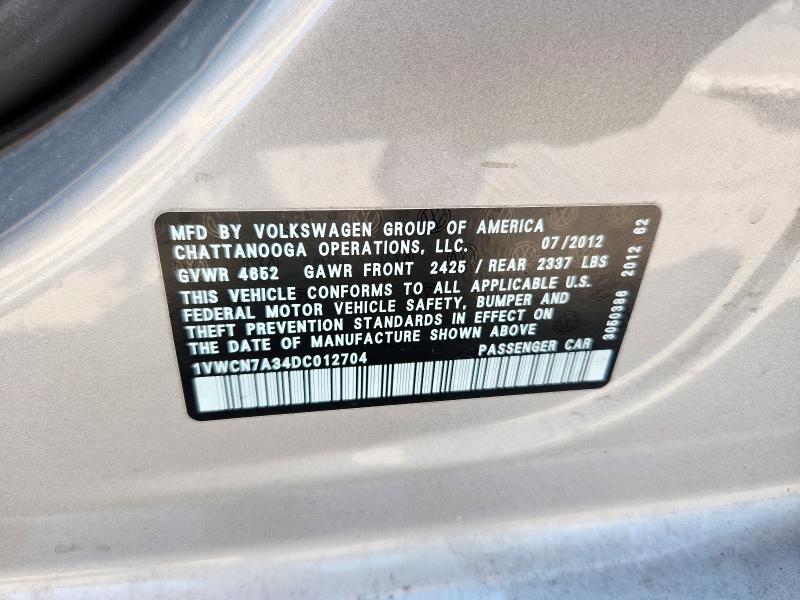 MFD BY VOLKSWAGEN GROUP OF AMERICA
CHATTANOOGA OPERATIONS, LLC. 07/2012
GVWR 4652 GAWR FRONT 2425 / REAR 2337 LBS
THIS VEHICLE CONFORMS TO ALL APPLICABLE U.S.
FEDERAL MOTOR VEHICLE SAFETY, BUMPER AND
THEFT PREVENTION STANDARDS IN EFFECT ON
THE DATE OF MANUFACTURE SHOWN ABOVE
1VWCN7A34DC012704 PASSENGER CAR
3050386 2012 62